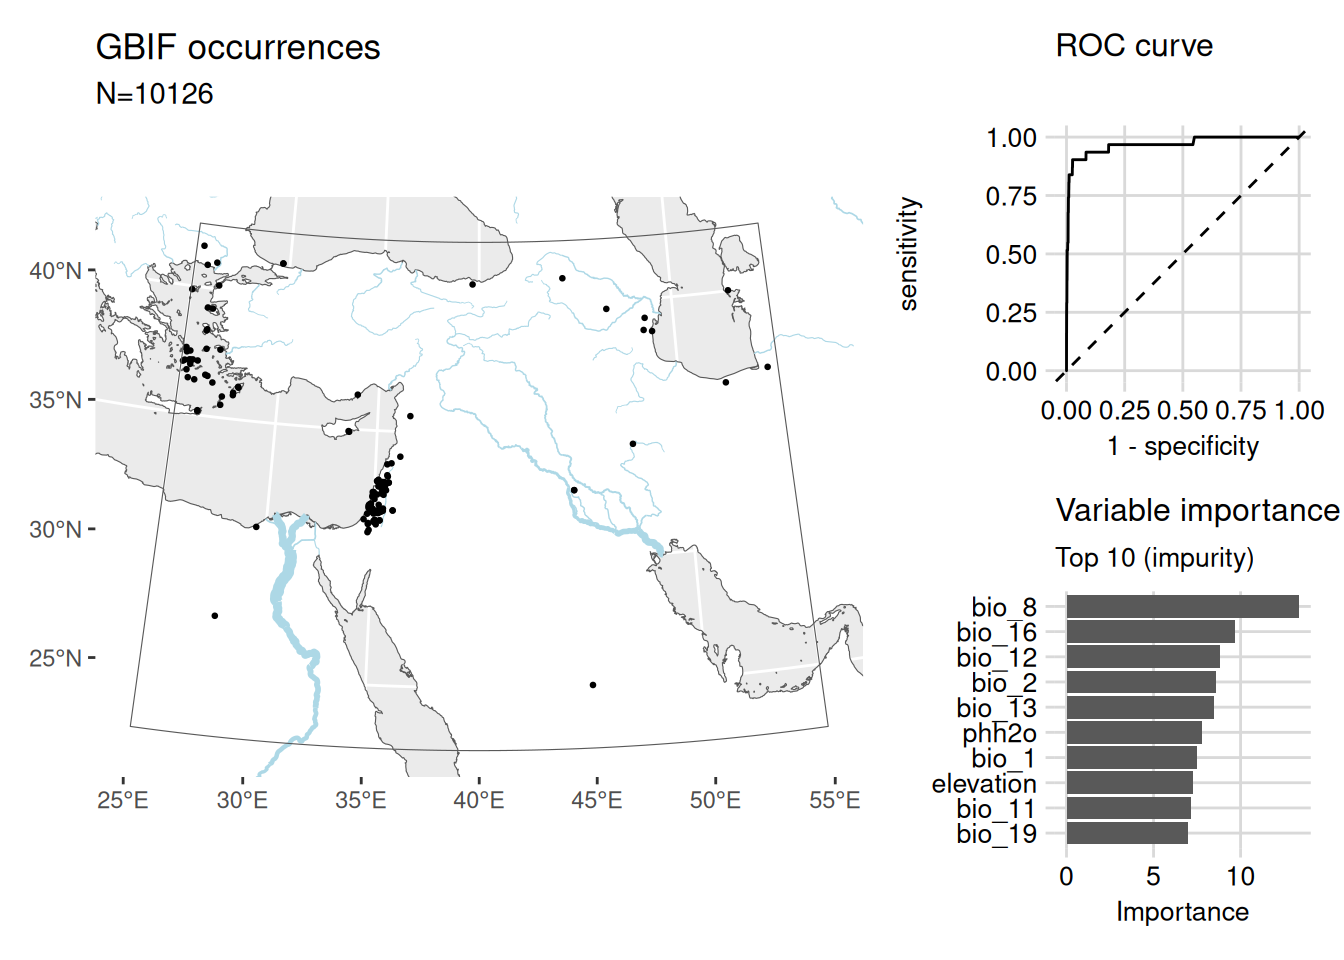 GBIF occurrences
N=10126
40°N
35°N
30°N
25°N
25°E 30°E 35°E 40°E 45°E 50°E 55°E
ROC curve
sensitivity
1.00
0.75
0.50
0.25
0.00
0.00 0.25 0.50 0.75 1.00
1 - specificity
Variable importance
Top 10 (impurity)
bio_8
bio_16
bio_12
bio_2
bio_13
phh2o
bio_1
elevation
bio_11
bio_19
0 5 10
Importance